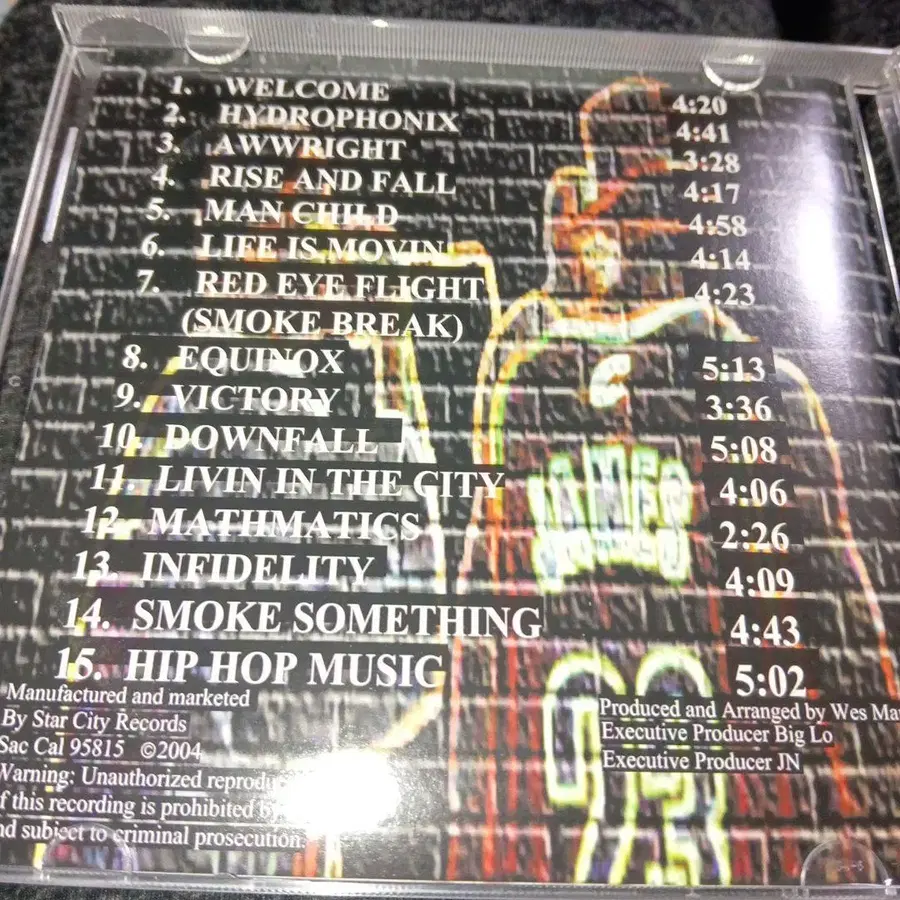 1. WELCOME 4:20
2. HYDROPHONIX 4:41
3. AWWRIGHT 3:28
4. RISE AND FALL 4:17
5. MAN CHILD 4:58
6. LIFE IS MOVIN 4:14
7. RED EYE FLIGHT 4:23
(SMOKE BREAK)
8. EQUINOX 5:13
9. VICTORY 3:36
10. DOWNFALL 5:08
11. LIVIN IN THE CITY 4:06
12. MATHMATICS 2:26
13. INFIDELITY 4:09
14. SMOKE SOMETHING 4:43
15. HIP HOP MUSIC 5:02
Manufactured and marketed
By Star City Records
Sac Cal 95815 ©2004
Warning: Unauthorized
of this recording is prohibited
and subject to criminal prosecution.
Produced and Arranged by Wes
Executive Producer Big Lo
Executive Producer JN